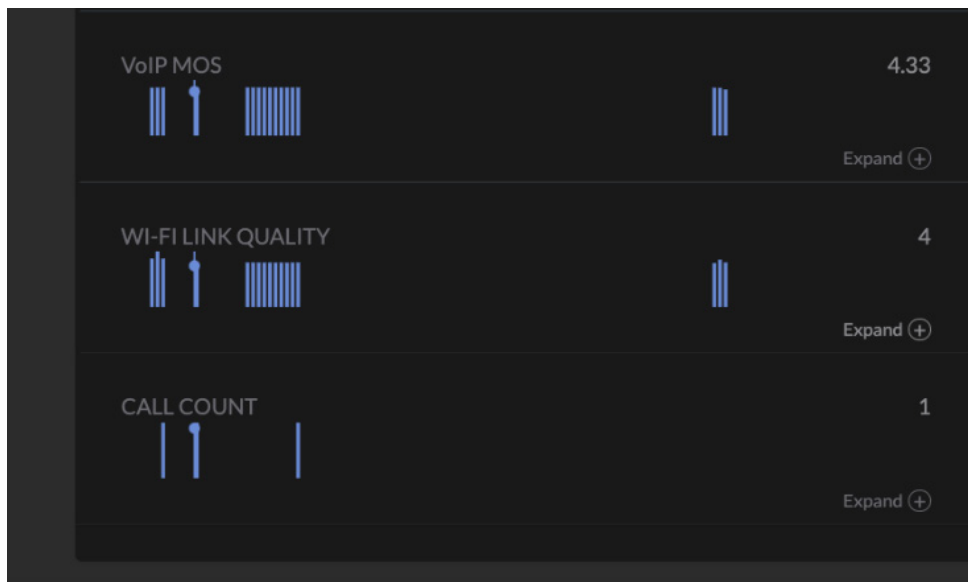 VoIP MOS
4.33
Expand
WI-FI LINK QUALITY
4
Expand
CALL COUNT
1
Expand